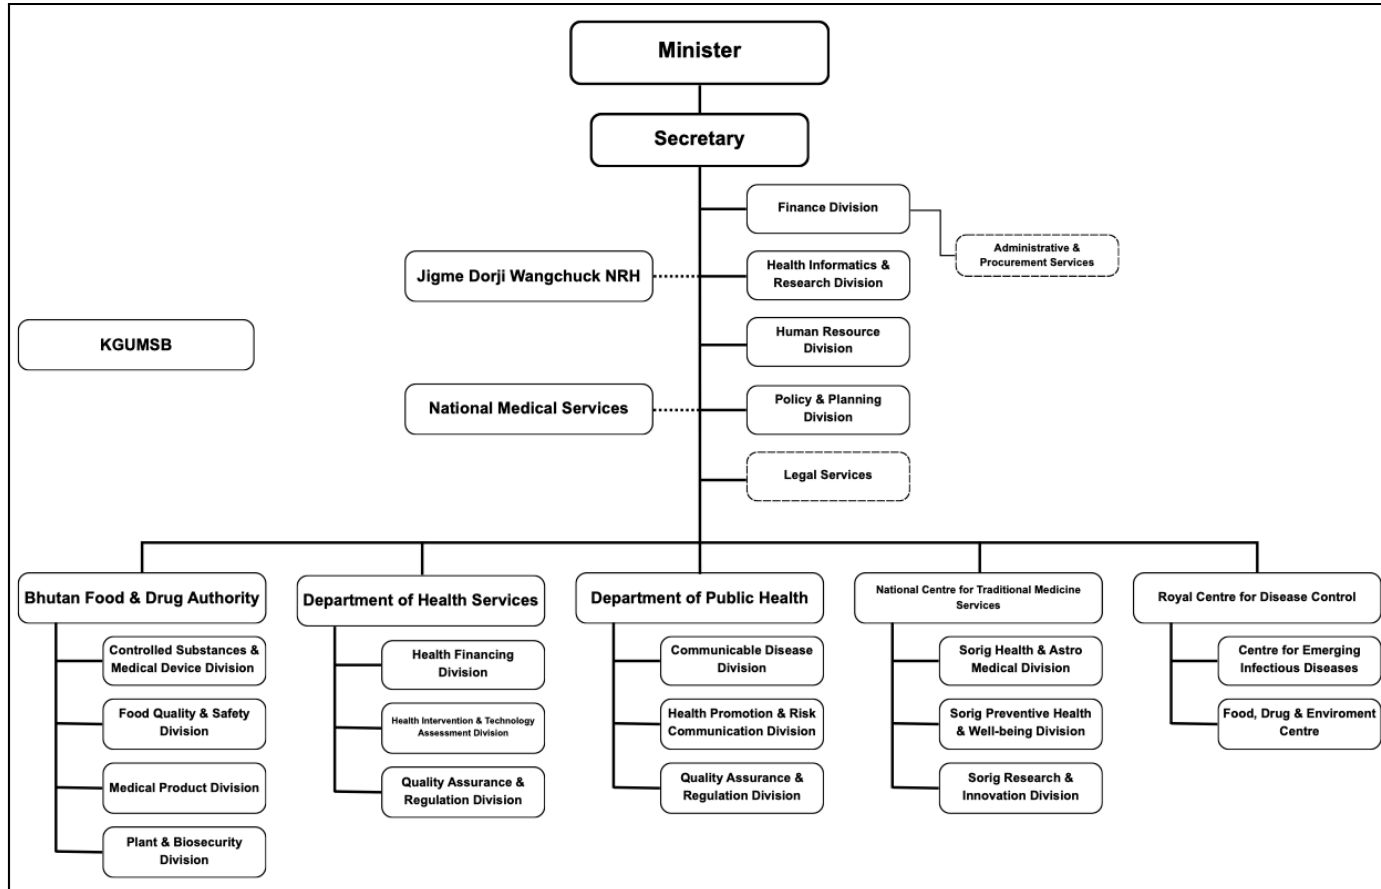 Minister
Secretary
Finance Division
Administrative &
Procurement Services
Jigme Dorji Wangchuck NRH
Health Informatics &
Research Division
KGUMSB
Human Resource
Division
National Medical Services
Policy & Planning
Division
Legal Services
Bhutan Food & Drug Authority
Controlled Substances &
Medical Device Division
Food Quality & Safety
Division
Medical Product Division
Plant & Biosecurity
Division
Department of Health Services
Health Financing
Division
Health Intervention & Technology
Assessment Division
Quality Assurance &
Regulation Division
Department of Public Health
Communicable Disease
Division
Health Promotion & Risk
Communication Division
Quality Assurance &
Regulation Division
National Centre for Traditional Medicine
Services
Sorig Health & Astro
Medical Division
Sorig Preventive Health
& Well-being Division
Sorig Research &
Innovation Division
Royal Centre for Disease Control
Centre for Emerging
Infectious Diseases
Food, Drug & Enviroment
Centre